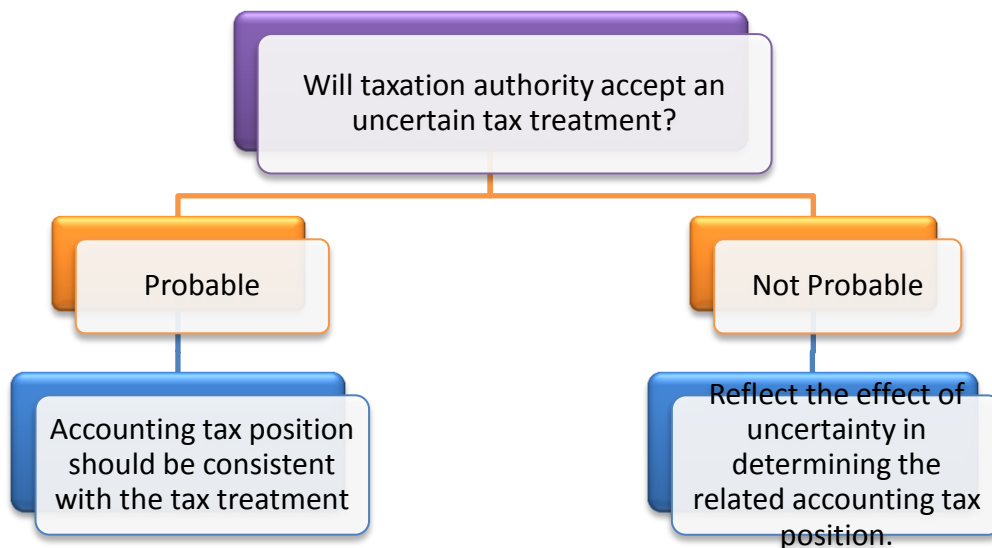 Will taxation authority accept an
uncertain tax treatment?
Probable
Not Probable
Accounting tax position
should be consistent
with the tax treatment
Reflect the effect of
uncertainty in
determining the
related accounting tax
position.